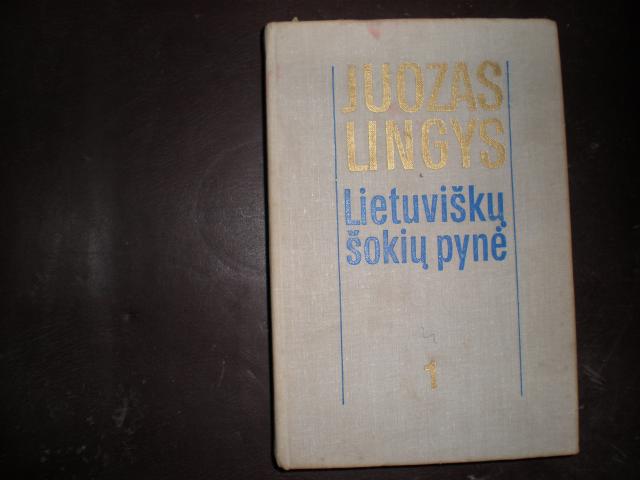 JUOZAS
LINGYS
Lietuviškų
šokių pynė
1